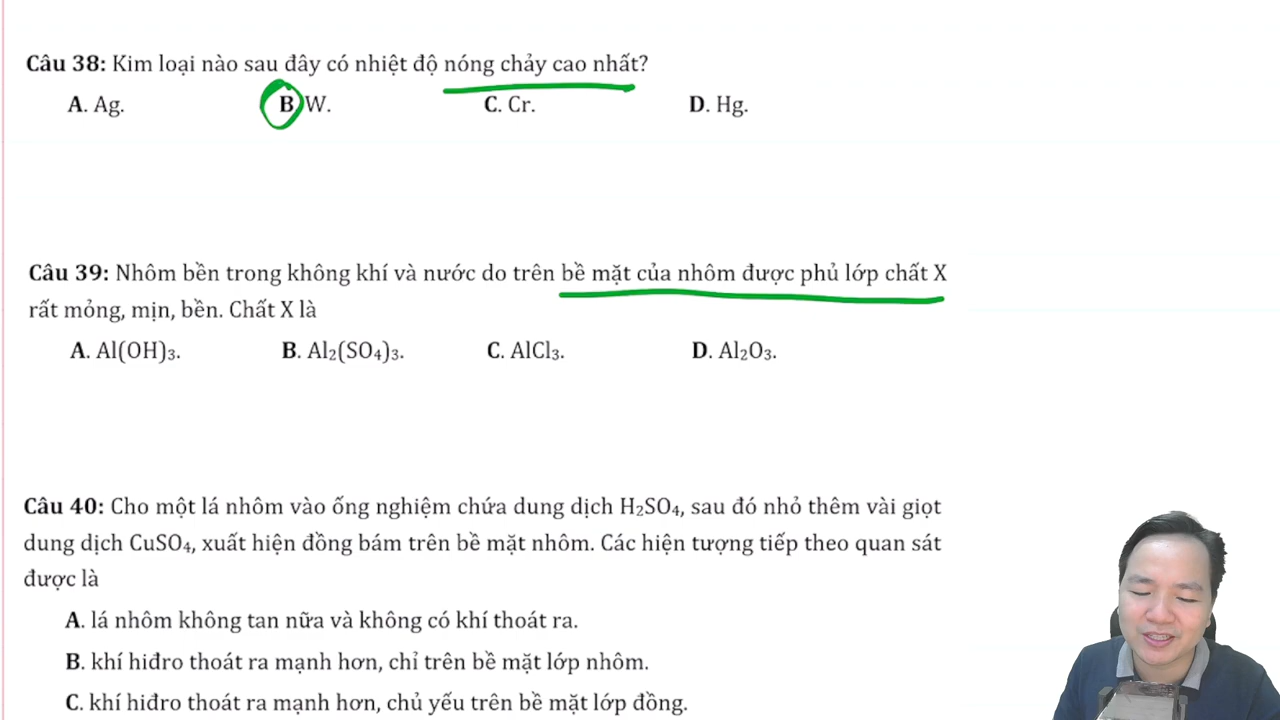 Câu 38: Kim loại nào sau đây có nhiệt độ nóng chảy cao nhất?
A. Ag. B. W. C. Cr. D. Hg.
Câu 39: Nhôm bền trong không khí và nước do trên bề mặt của nhôm được phủ lớp chất X
rất mỏng, mịn, bền. Chất X là
A. Al(OH)₃. B. Al₂(SO₄)₃. C. AlCl₃. D. Al₂O₃.
Câu 40: Cho một lá nhôm vào ống nghiệm chứa dung dịch H₂SO₄, sau đó nhỏ thêm vài giọt
dung dịch CuSO₄, xuất hiện đồng bám trên bề mặt nhôm. Các hiện tượng tiếp theo quan sát
được là
A. lá nhôm không tan nữa và không có khí thoát ra.
B. khí hiđro thoát ra mạnh hơn, chỉ trên bề mặt lớp nhôm.
C. khí hiđro thoát ra mạnh hơn, chủ yếu trên bề mặt lớp đồng.